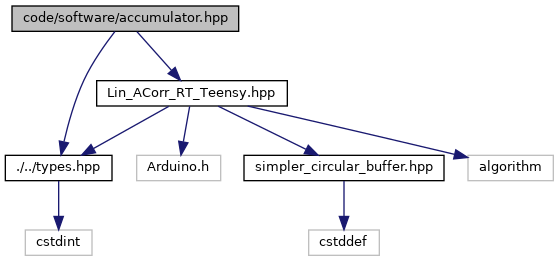 code/software/accumulator.hpp
Lin_ACorr_RT_Teensy.hpp
./../types.hpp
Arduino.h
simpler_circular_buffer.hpp
algorithm
cstdint
cstddef